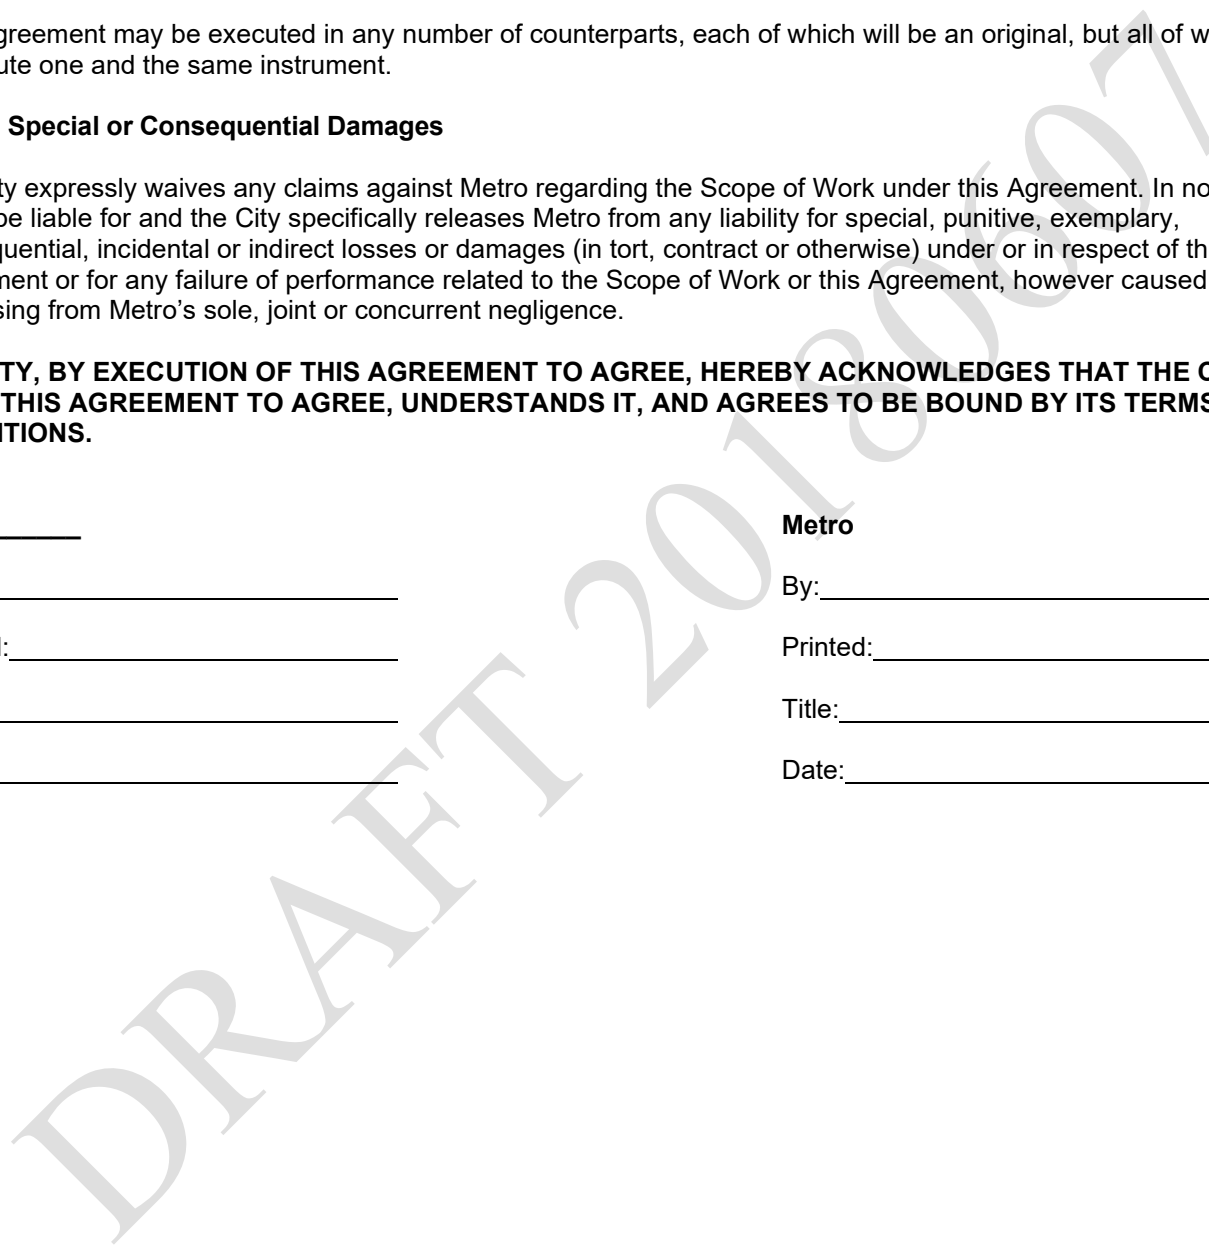 greement may be executed in any number of counterparts, each of which will be an original, but all of w
ute one and the same instrument.
Special or Consequential Damages
ty expressly waives any claims against Metro regarding the Scope of Work under this Agreement. In no
be liable for and the City specifically releases Metro from any liability for special, punitive, exemplary,
quential, incidental or indirect losses or damages (in tort, contract or otherwise) under or in respect of th
ment or for any failure of performance related to the Scope of Work or this Agreement, however caused
sing from Metro’s sole, joint or concurrent negligence.
TY, BY EXECUTION OF THIS AGREEMENT TO AGREE, HEREBY ACKNOWLEDGES THAT THE C
THIS AGREEMENT TO AGREE, UNDERSTANDS IT, AND AGREES TO BE BOUND BY ITS TERMS
ITIONS.
Metro
By:
Printed:
Title:
Date:
DRAFT 20180607